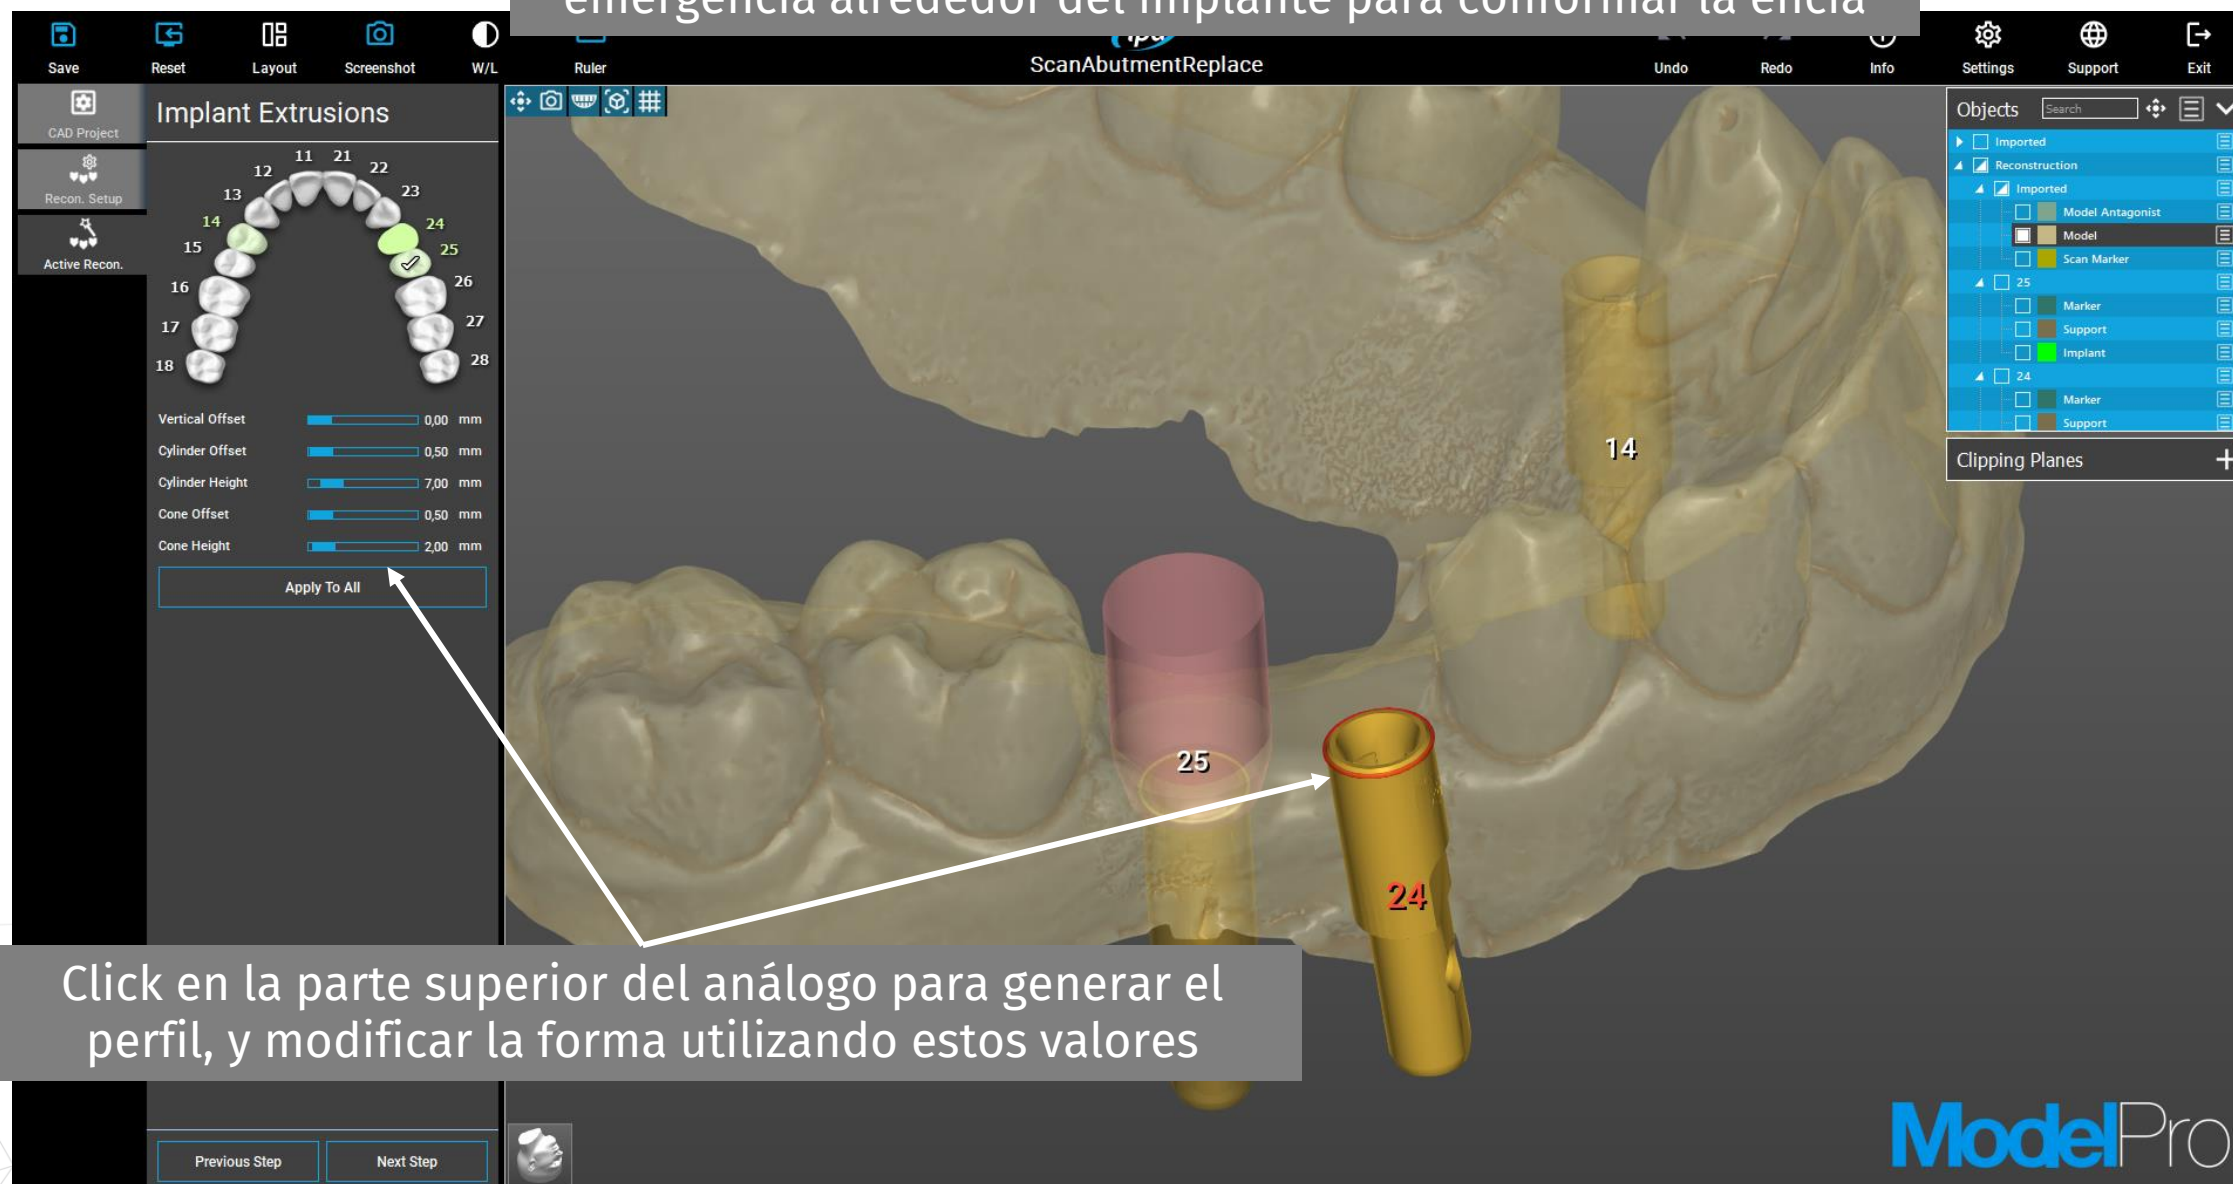 emergencia alrededor del implante para conformar la encía
Save
Reset
Layout
Screenshot
W/L
Ruler
ScanAbutmentReplace
Undo
Redo
Info
Settings
Support
Exit
CAD Project
Recon. Setup
Active Recon.
Implant Extrusions
11 21
12 22
13 23
14 24
15 25
16 26
17 27
18 28
Vertical Offset 0,00 mm
Cylinder Offset 0,50 mm
Cylinder Height 7,00 mm
Cone Offset 0,50 mm
Cone Height 2,00 mm
Apply To All
Objects Search
Imported
Reconstruction
Imported
Model Antagonist
Model
Scan Marker
25
Marker
Support
Implant
24
Marker
Support
Clipping Planes
14
25
24
Click en la parte superior del análogo para generar el
perfil, y modificar la forma utilizando estos valores
Previous Step
Next Step
ModelPro